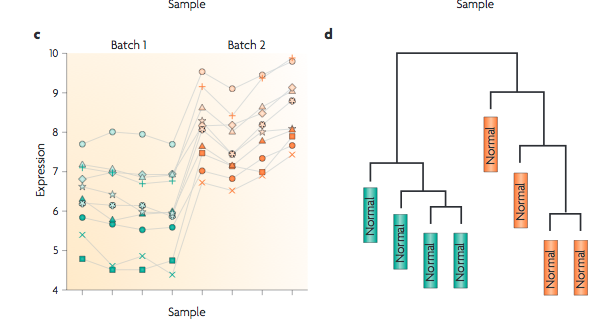 Sample
Sample
c
Batch 1
Batch 2
10
9
8
7
6
5
4
Expression
Sample
d
Normal
Normal
Normal
Normal
Normal
Normal
Normal
Normal